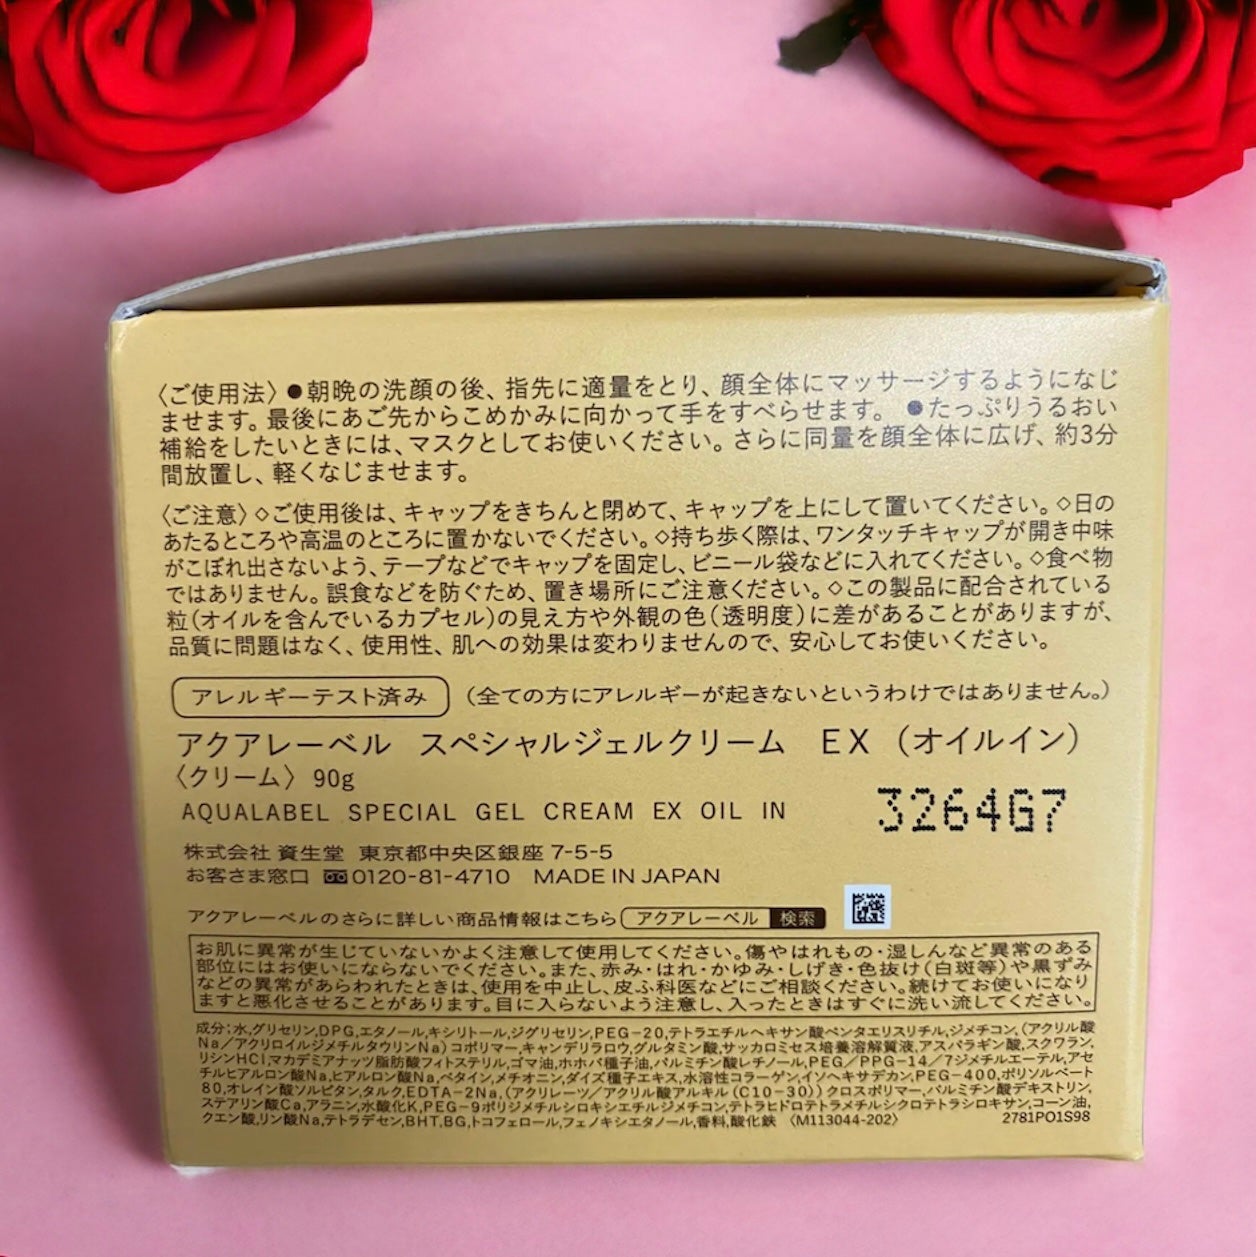 〈ご使用法〉●朝晩の洗顔の後、指先に適量をとり、顔全体にマッサージするようになじ
ませます。最後にあご先からこめかみに向かって手をすべらせます。 ●たっぷりうるおい
補給をしたいときには、マスクとしてお使いください。さらに同量を顔全体に広げ、約3分
間放置し、軽くなじませます。
〈ご注意〉◇ご使用後は、キャップをきちんと閉めて、キャップを上にして置いてください。◇日の
あたるところや高温のところに置かないでください。◇持ち歩く際は、ワンタッチキャップが開き中味
がこぼれ出さないよう、テープなどでキャップを固定し、ビニール袋などに入れてください。◇食べ物
ではありません。誤食などを防ぐため、置き場所にご注意ください。◇この製品に配合されている
粒(オイルを含んでいるカプセル)の見え方や外観の色(透明度)に差があることがありますが、
品質に問題はなく、使用性、肌への効果は変わりませんので、安心してお使いください。
アレルギーテスト済み (全ての方にアレルギーが起きないというわけではありません。)
アクアレーベル スペシャルジェルクリーム EX (オイルイン)
〈クリーム〉 90g
AQUALABEL SPECIAL GEL CREAM EX OIL IN
3264G7
株式会社 資生堂 東京都中央区銀座 7-5-5
お客さま窓口 0120-81-4710 MADE IN JAPAN
アクアレーベルのさらに詳しい商品情報はこちら アクアレーベル 検索
お肌に異常が生じていないかよく注意して使用してください。傷やはれもの・湿しんなど異常のある
部位にはお使いにならないでください。また、赤み・はれ・かゆみ・しげき・色抜け(白斑等)や黒ずみ
などの異常があらわれたときは、使用を中止し、皮ふ科医などにご相談ください。続けてお使いになり
ますと悪化させることがあります。目に入らないよう注意し、入ったときはすぐに洗い流してください。
成分:水,グリセリン,DPG,エタノール,キシリトール,ジグリセリン,PEG-20,テトラエチルヘキサン酸ペンタエリスリチル,ジメチコン,(アクリル酸
Na/アクリロイルジメチルタウリンNa)コポリマー,キャンデリラロウ,グルタミン酸,サッカロミセス培養溶解質液,アスパラギン酸,スクワラン,
リシンHCl,マカデミアナッツ脂肪酸フィトステリル,ゴマ油,ホホバ種子油,パルミチン酸レチノール,PEG/PPG-14/7ジメチルエーテル,アセ
チルヒアルロン酸Na,ヒアルロン酸Na,ベタイン,メチオニン,ダイズ種子エキス,水溶性コラーゲン,イソヘキサデカン,PEG-400,ポリソルベート
80,オレイン酸ソルビタン,タルク,EDTA-2Na,(アクリレーツ/アクリル酸アルキル(C10-30))クロスポリマー,パルミチン酸デキストリン,
ステアリン酸Ca,アラニン,水酸化K,PEG-9ポリジメチルシロキシエチルジメチコン,テトラヒドロテトラメチルシクロテトラシロキサン,コーン油,
クエン酸,リン酸Na,テトラデセン,BHT,BG,トコフェロール,フェノキシエタノール,香料,酸化鉄 〈M113044-202〉 2781PO1S98